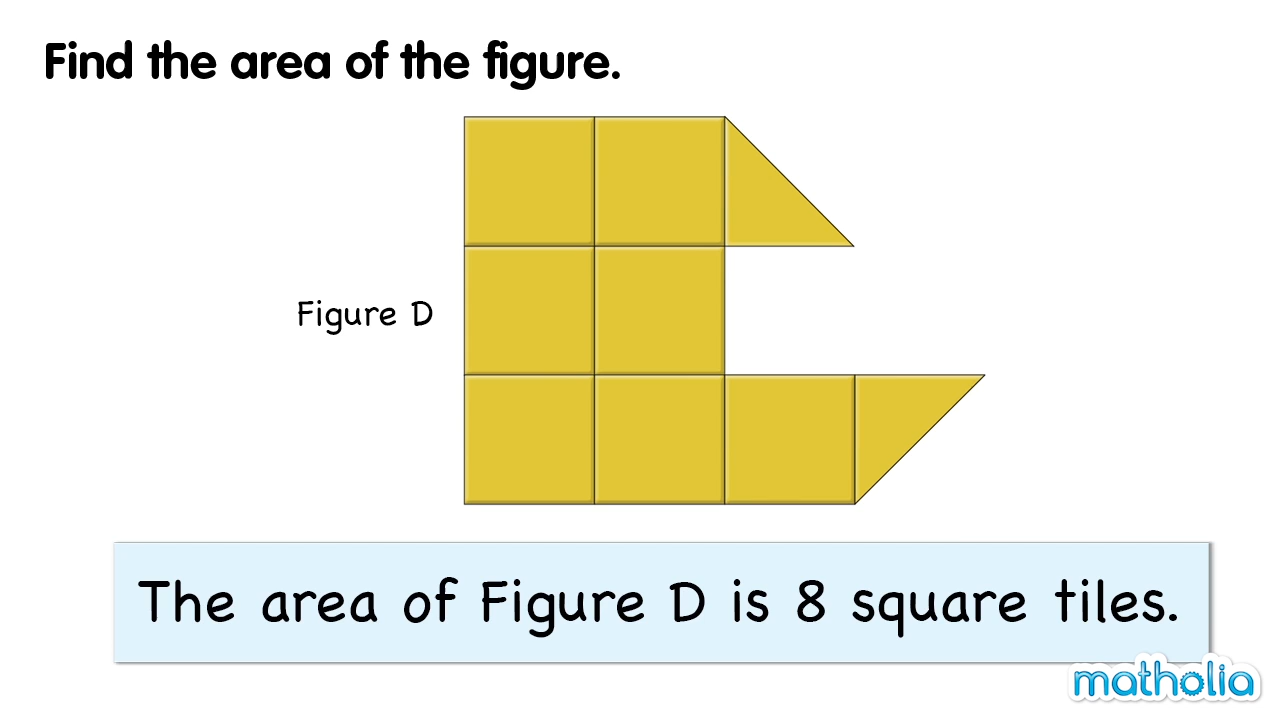 Find the area of the figure.
Figure D
The area of Figure D is 8 square tiles.
matholia